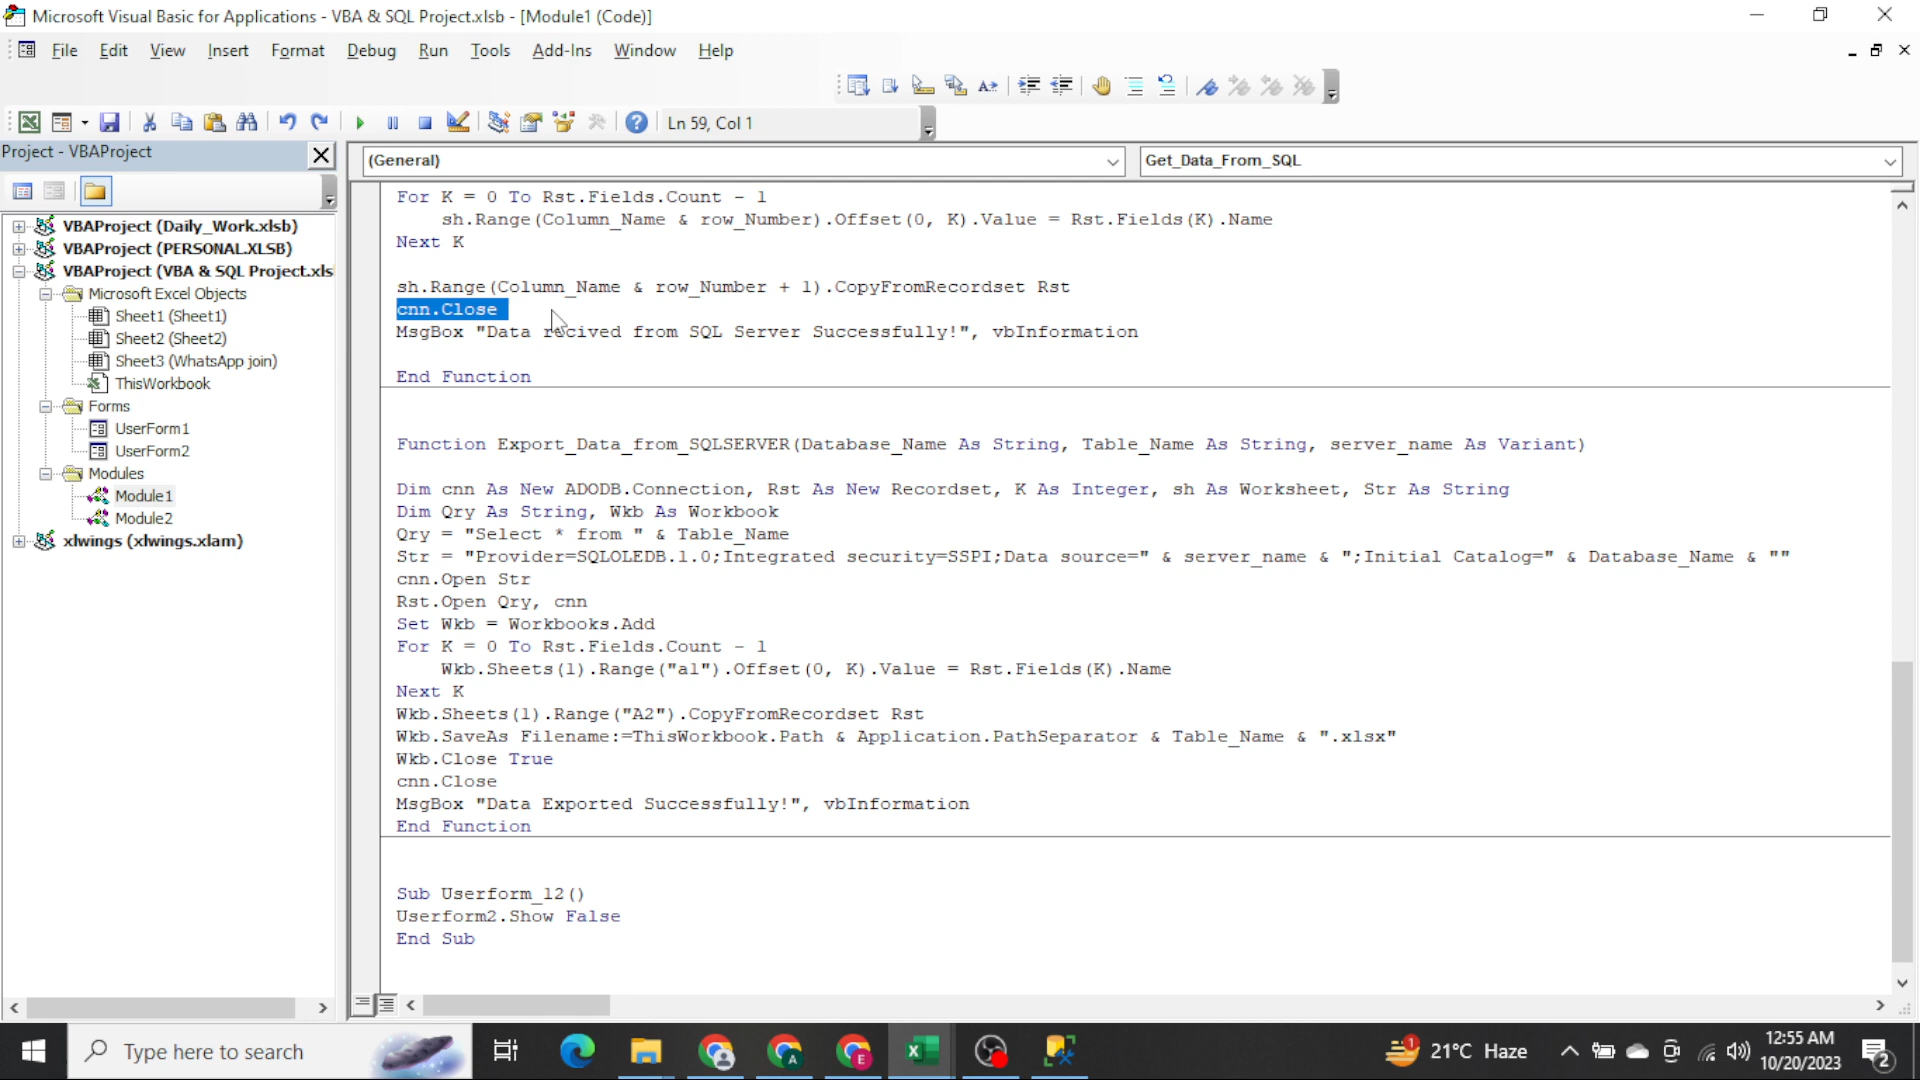 Microsoft Visual Basic for Applications - VBA & SQL Project.xlsb - [Module1 (Code)]
File Edit View Insert Format Debug Run Tools Add-Ins Window Help
Ln 59, Col 1
Project - VBAProject
(General)
Get_Data_From_SQL
VBAProject (Daily_Work.xlsb)
VBAProject (PERSONAL.XLSB)
VBAProject (VBA & SQL Project.xls
Microsoft Excel Objects
Sheet1 (Sheet1)
Sheet2 (Sheet2)
Sheet3 (WhatsApp join)
ThisWorkbook
Forms
UserForm1
UserForm2
Modules
Module1
Module2
xlwings (xlwings.xlam)
For K = 0 To Rst.Fields.Count - 1
sh.Range(Column_Name & row_Number).Offset(0, K).Value = Rst.Fields(K).Name
Next K
sh.Range(Column_Name & row_Number + 1).CopyFromRecordset Rst
cnn.Close
MsgBox "Data recived from SQL Server Successfully!", vbInformation
End Function
Function Export_Data_from_SQLSERVER(Database_Name As String, Table_Name As String, server_name As Variant)
Dim cnn As New ADODB.Connection, Rst As New Recordset, K As Integer, sh As Worksheet, Str As String
Dim Qry As String, Wkb As Workbook
Qry = "Select * from " & Table_Name
Str = "Provider=SQLOLEDB.1.0;Integrated security=SSPI;Data source=" & server_name & ";Initial Catalog=" & Database_Name & ""
cnn.Open Str
Rst.Open Qry, cnn
Set Wkb = Workbooks.Add
For K = 0 To Rst.Fields.Count - 1
Wkb.Sheets(1).Range("a1").Offset(0, K).Value = Rst.Fields(K).Name
Next K
Wkb.Sheets(1).Range("A2").CopyFromRecordset Rst
Wkb.SaveAs Filename:=ThisWorkbook.Path & Application.PathSeparator & Table_Name & ".xlsx"
Wkb.Close True
cnn.Close
MsgBox "Data Exported Successfully!", vbInformation
End Function
Sub Userform_12()
Userform2.Show False
End Sub
Type here to search
A
E
1
21°C Haze
12:55 AM
10/20/2023
2